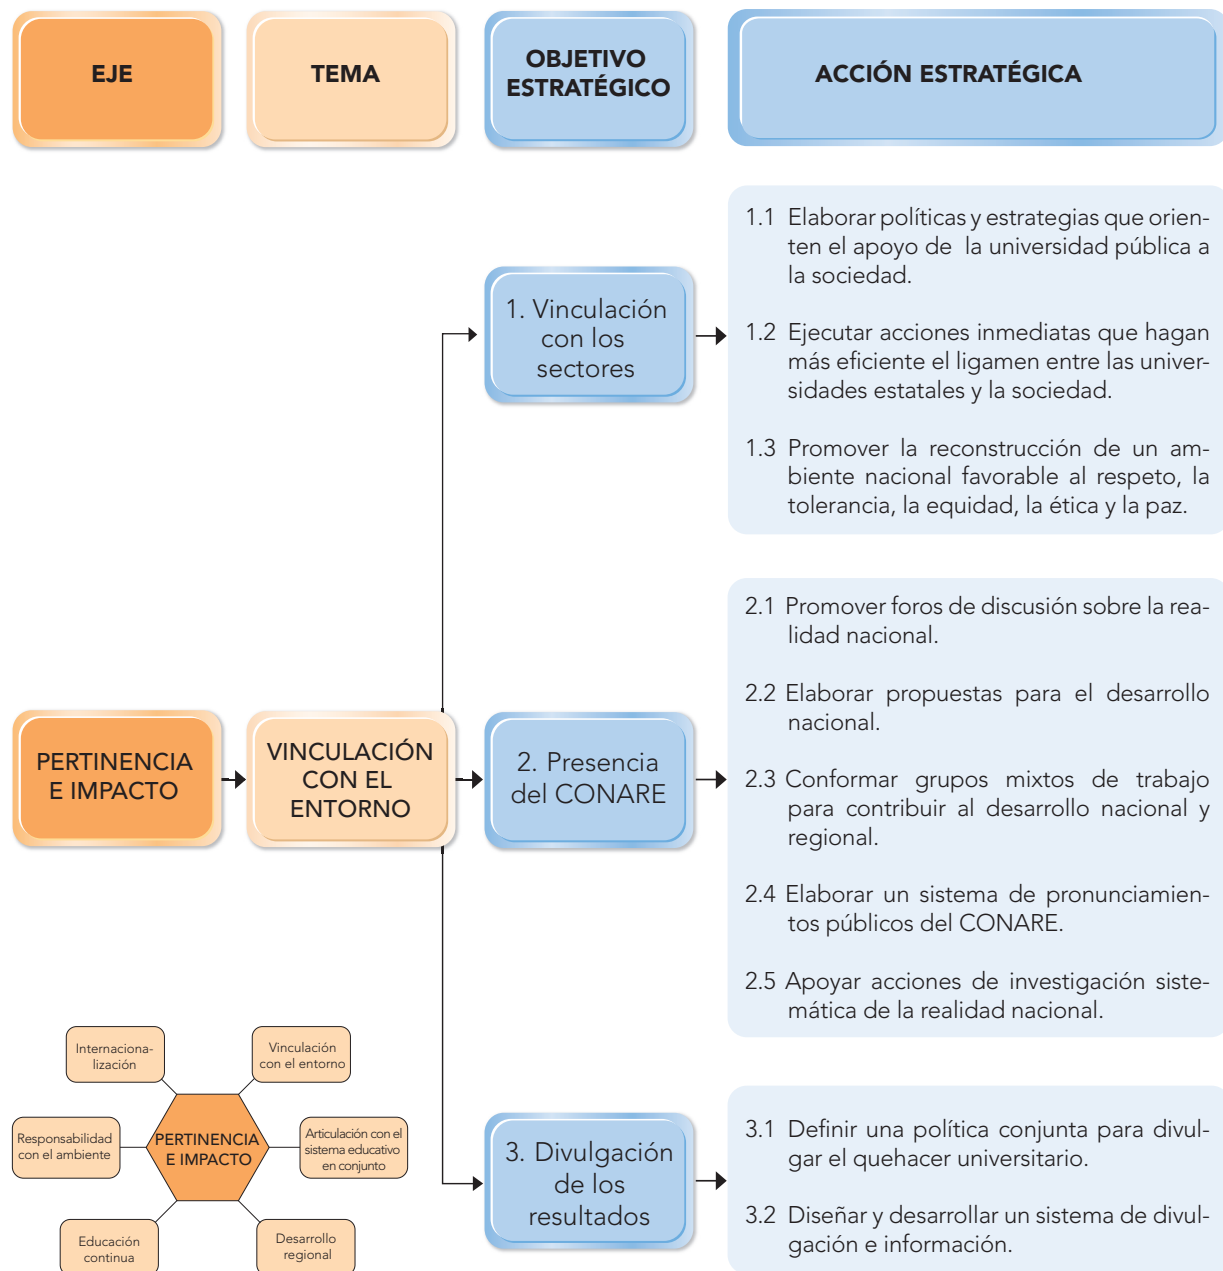 EJE
TEMA
OBJETIVO
ESTRATÉGICO
ACCIÓN ESTRATÉGICA
1. Vinculación
con los
sectores
1.1 Elaborar políticas y estrategias que orien-
ten el apoyo de la universidad pública a
la sociedad.
1.2 Ejecutar acciones inmediatas que hagan
más eficiente el ligamen entre las univer-
sidades estatales y la sociedad.
1.3 Promover la reconstrucción de un am-
biente nacional favorable al respeto, la
tolerancia, la equidad, la ética y la paz.
PERTINENCIA
E IMPACTO
VINCULACIÓN
CON EL
ENTORNO
2. Presencia
del CONARE
2.1 Promover foros de discusión sobre la rea-
lidad nacional.
2.2 Elaborar propuestas para el desarrollo
nacional.
2.3 Conformar grupos mixtos de trabajo
para contribuir al desarrollo nacional y
regional.
2.4 Elaborar un sistema de pronunciamien-
tos públicos del CONARE.
2.5 Apoyar acciones de investigación siste-
mática de la realidad nacional.
3. Divulgación
de los
resultados
3.1 Definir una política conjunta para divul-
gar el quehacer universitario.
3.2 Diseñar y desarrollar un sistema de divul-
gación e información.
Internaciona-
lización
Vinculación
con el entorno
Responsabilidad
con el ambiente
PERTINENCIA
E IMPACTO
Articulación con el
sistema educativo
en conjunto
Educación
continua
Desarrollo
regional